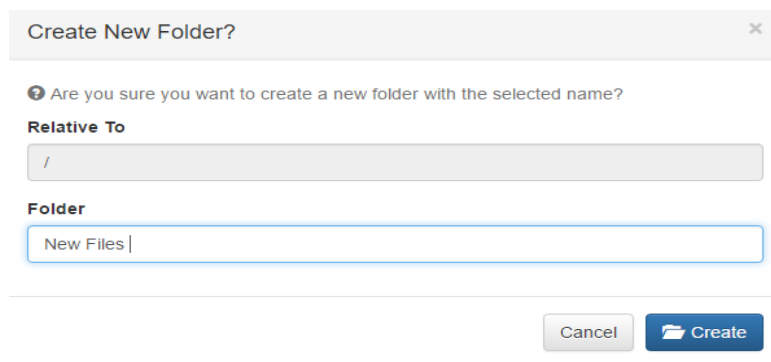 Create New Folder?
×
Are you sure you want to create a new folder with the selected name?
Relative To
/
Folder
New Files
Cancel
Create